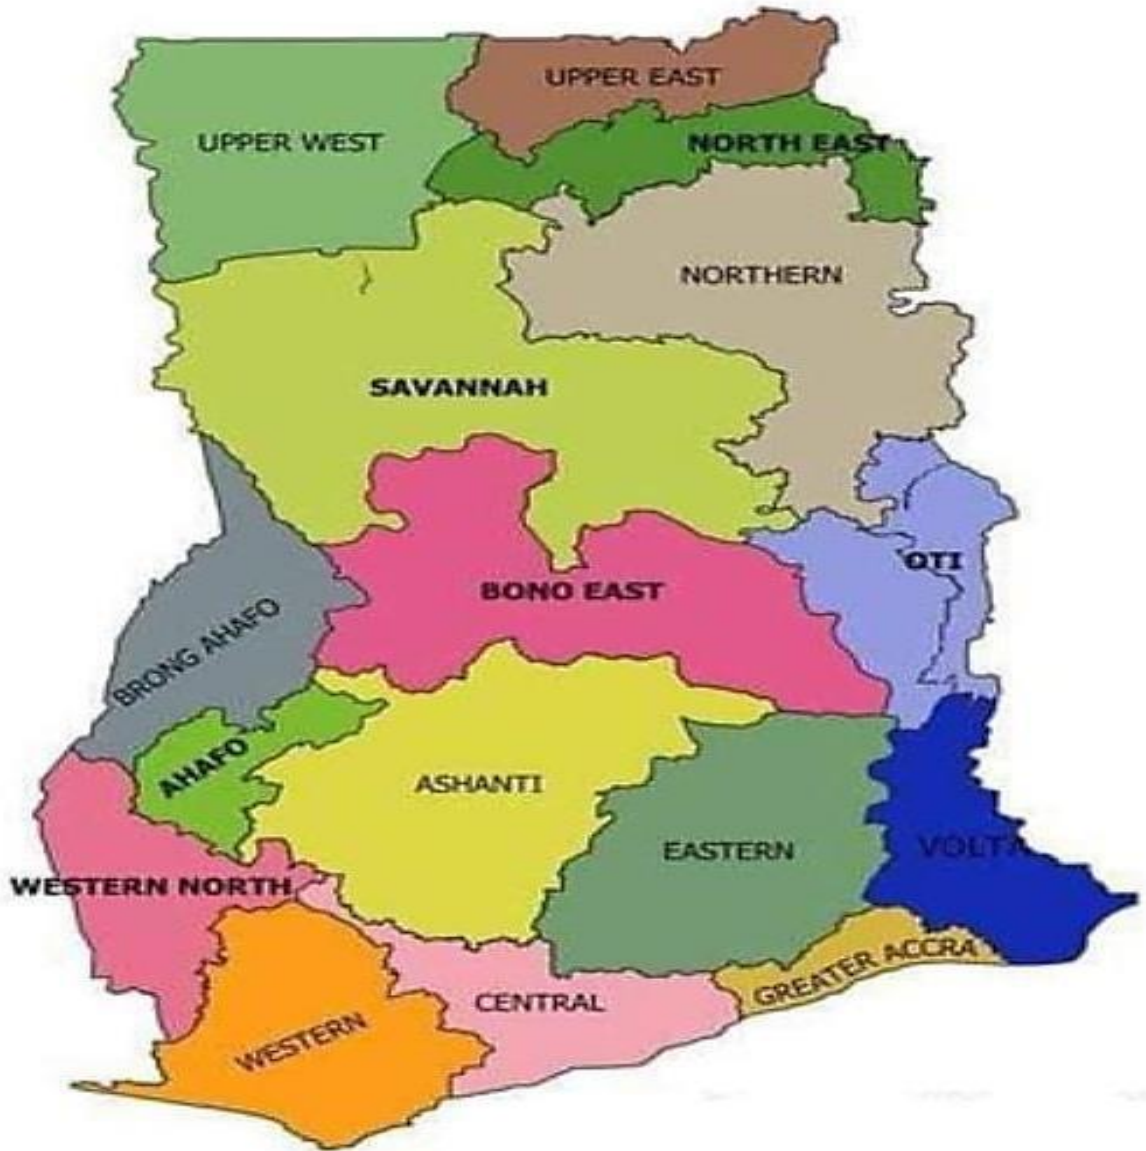 UPPER EAST
UPPER WEST
NORTH EAST
NORTHERN
SAVANNAH
OTI
BONO EAST
BRONG AHAFO
AHAFO
ASHANTI
EASTERN
VOLTA
WESTERN NORTH
GREATER ACCRA
CENTRAL
WESTERN